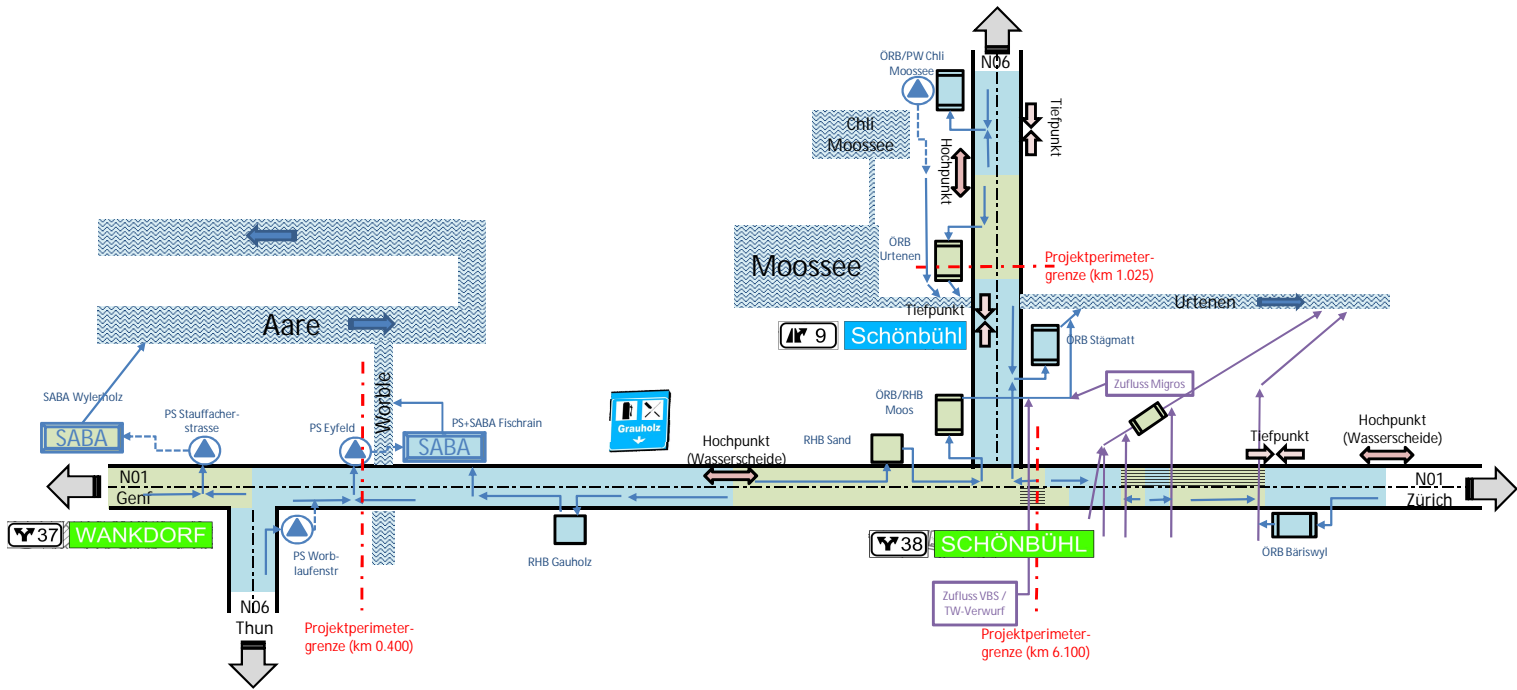 N06
ÖRB/PW Chli
Moossee
Tiefpunkt
Chli
Moossee
Hochpunkt
ÖRB
Urtenen
Moossee
Projektperimeter-
grenze (km 1.025)
Urtenen
Tiefpunkt
Aare
9
Schönbühl
ÖRB Stägmatt
Worble
Zufluss Migros
SABA Wylerholz
PS Stauffacher-
strasse
PS Eyfeld
PS+SABA Fischrain
ÖRB/RHB
Moos
Grauholz
SABA
SABA
Hochpunkt
(Wasserscheide)
RHB Sand
Tiefpunkt
Hochpunkt
(Wasserscheide)
N01
Genf
N01
Zürich
37
WANKDORF
PS Worb-
laufenstr
RHB Gauholz
38
SCHÖNBÜHL
ÖRB Bäriswyl
Zufluss VBS /
TW-Verwurf
N06
Thun
Projektperimeter-
grenze (km 0.400)
Projektperimeter-
grenze (km 6.100)